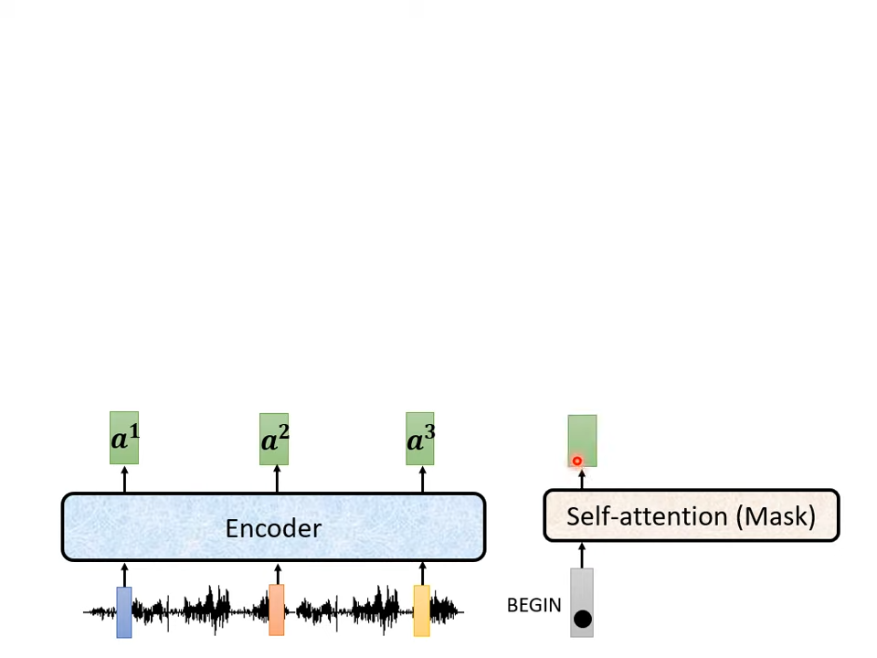 a¹ a² a³
Encoder
Self-attention (Mask)
BEGIN